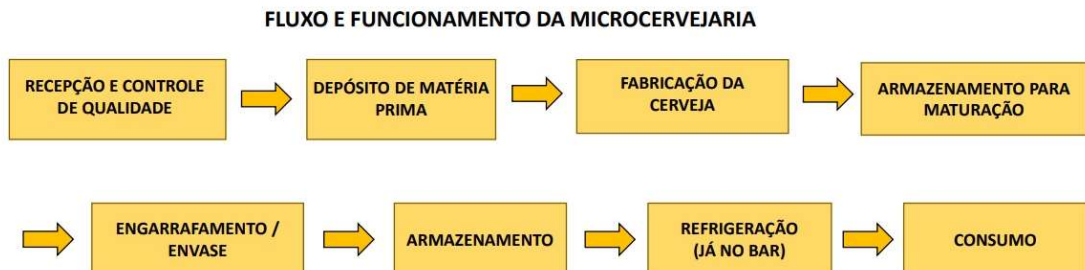 FLUXO E FUNCIONAMENTO DA MICROCERVEJARIA
RECEPÇÃO E CONTROLE
DE QUALIDADE
DEPÓSITO DE MATÉRIA
PRIMA
FABRICAÇÃO DA
CERVEJA
ARMAZENAMENTO PARA
MATURAÇÃO
ENGARRAFAMENTO /
ENVASE
ARMAZENAMENTO
REFRIGERAÇÃO
(JÁ NO BAR)
CONSUMO